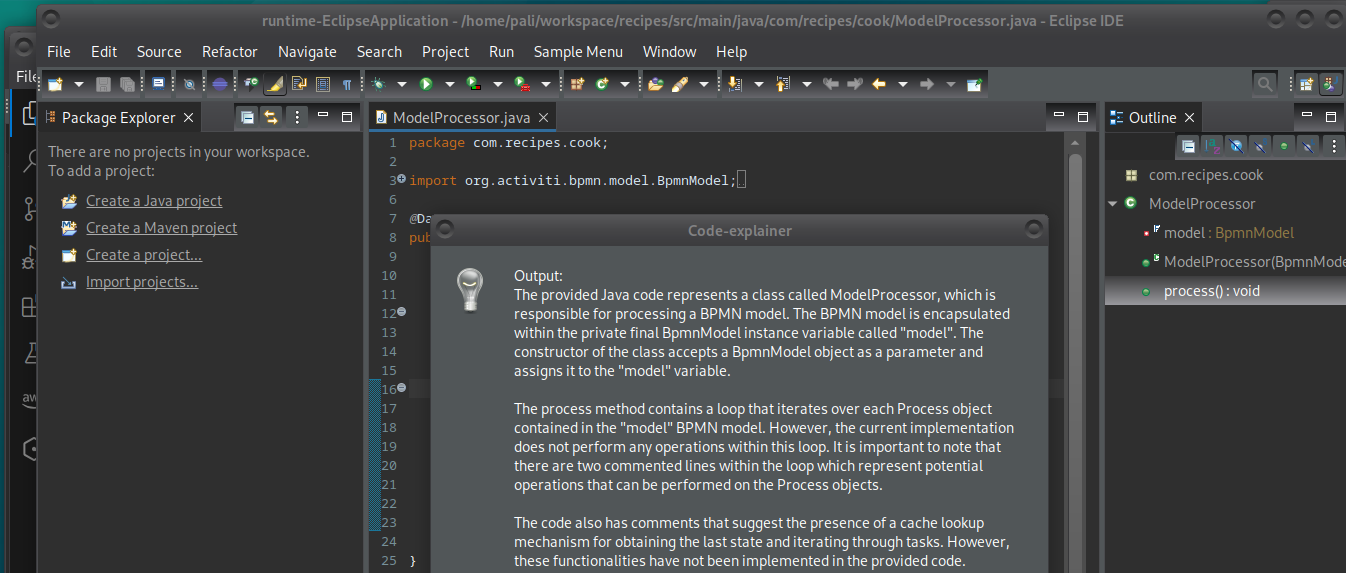 runtime-EclipseApplication - /home/pali/workspace/recipes/src/main/java/com/recipes/cook/ModelProcessor.java - Eclipse IDE
File Edit Source Refactor Navigate Search Project Run Sample Menu Window Help
File
Package Explorer
There are no projects in your workspace.
To add a project:
Create a Java project
Create a Maven project
Create a project...
Import projects...
aws
ModelProcessor.java
1 package com.recipes.cook;
2
3 import org.activiti.bpmn.model.BpmnModel;
6
7 @Da
8 pub
9
10
11
12
13
14
15
16
17
18
19
20
21
22
23
24
25 }
Code-explainer
Output:
The provided Java code represents a class called ModelProcessor, which is
responsible for processing a BPMN model. The BPMN model is encapsulated
within the private final BpmnModel instance variable called "model". The
constructor of the class accepts a BpmnModel object as a parameter and
assigns it to the "model" variable.
The process method contains a loop that iterates over each Process object
contained in the "model" BPMN model. However, the current implementation
does not perform any operations within this loop. It is important to note that
there are two commented lines within the loop which represent potential
operations that can be performed on the Process objects.
The code also has comments that suggest the presence of a cache lookup
mechanism for obtaining the last state and iterating through tasks. However,
these functionalities have not been implemented in the provided code.
Outline
com.recipes.cook
ModelProcessor
model : BpmnModel
ModelProcessor(BpmnMode
process() : void